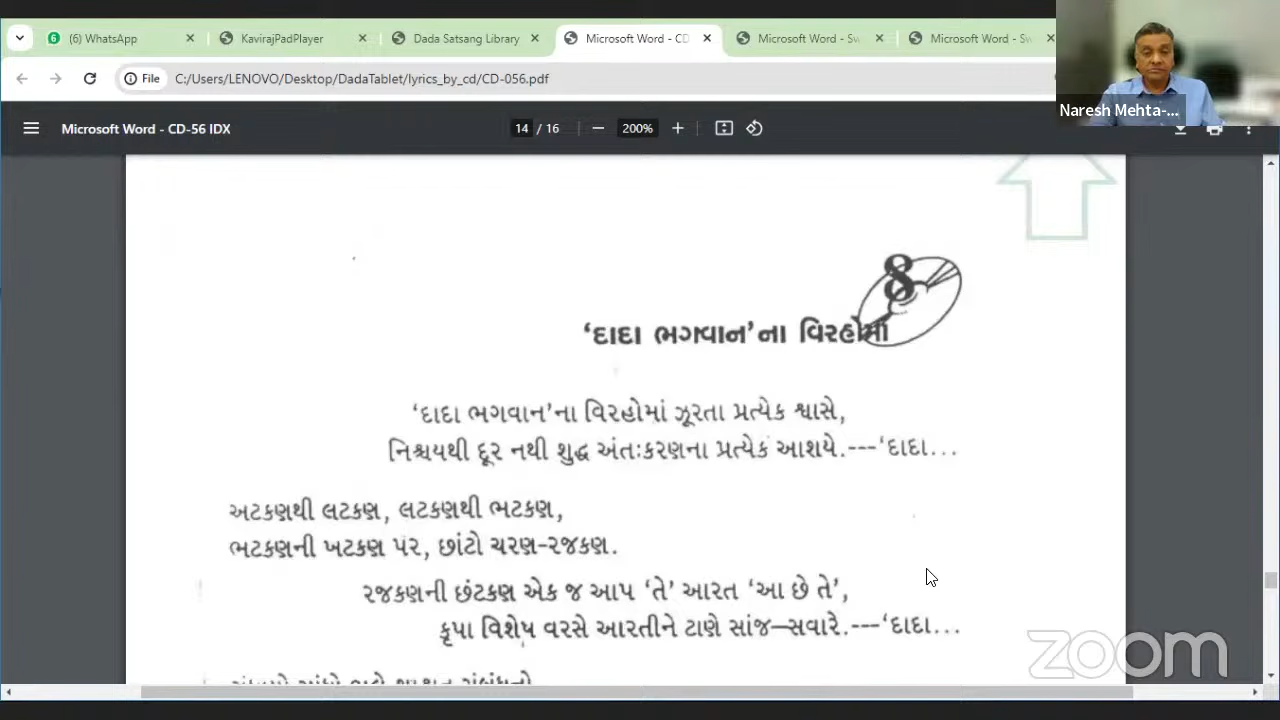 (6) WhatsApp
KavirajPadPlayer
Dada Satsang Library
Microsoft Word - CD
Microsoft Word - Sw
Microsoft Word - Sw
File
C:/Users/LENOVO/Desktop/DadaTablet/lyrics_by_cd/CD-056.pdf
Naresh Mehta-...
Microsoft Word - CD-56 IDX
14 / 16
200%
8
‘દાદા ભગવાન’ના વિરહોમાં
‘દાદા ભગવાન’ના વિરહોમાં ઝૂરતા પ્રત્યેક શ્વાસે,
નિશ્ચયથી દૂર નથી શુદ્ધ અંતઃકરણના પ્રત્યેક આશયે.---‘દાદા...
અટકણથી લટકણ, લટકણથી ભટકણ,
ભટકણની ખટકણ પર, છાંટો ચરણ-રજકણ.
રજકણની છંટકણ એક જ આપ ‘તે’ આરત ‘આ છે તે’,
કૃપા વિશેષ વરસે આરતીને ટાણે સાંજ–સવારે.---‘દાદા...
zoom